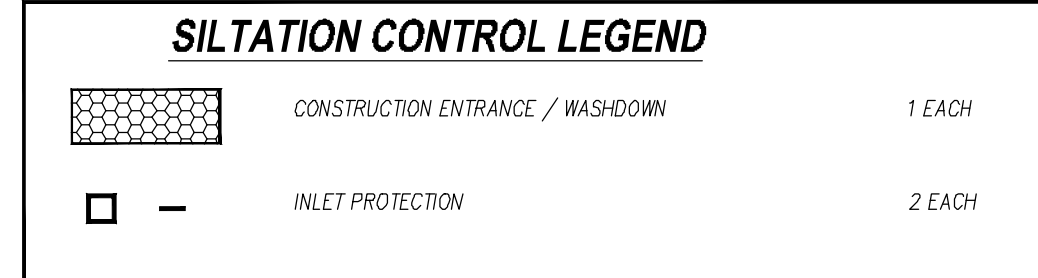 SILTATION CONTROL LEGEND
CONSTRUCTION ENTRANCE / WASHDOWN 1 EACH
INLET PROTECTION 2 EACH